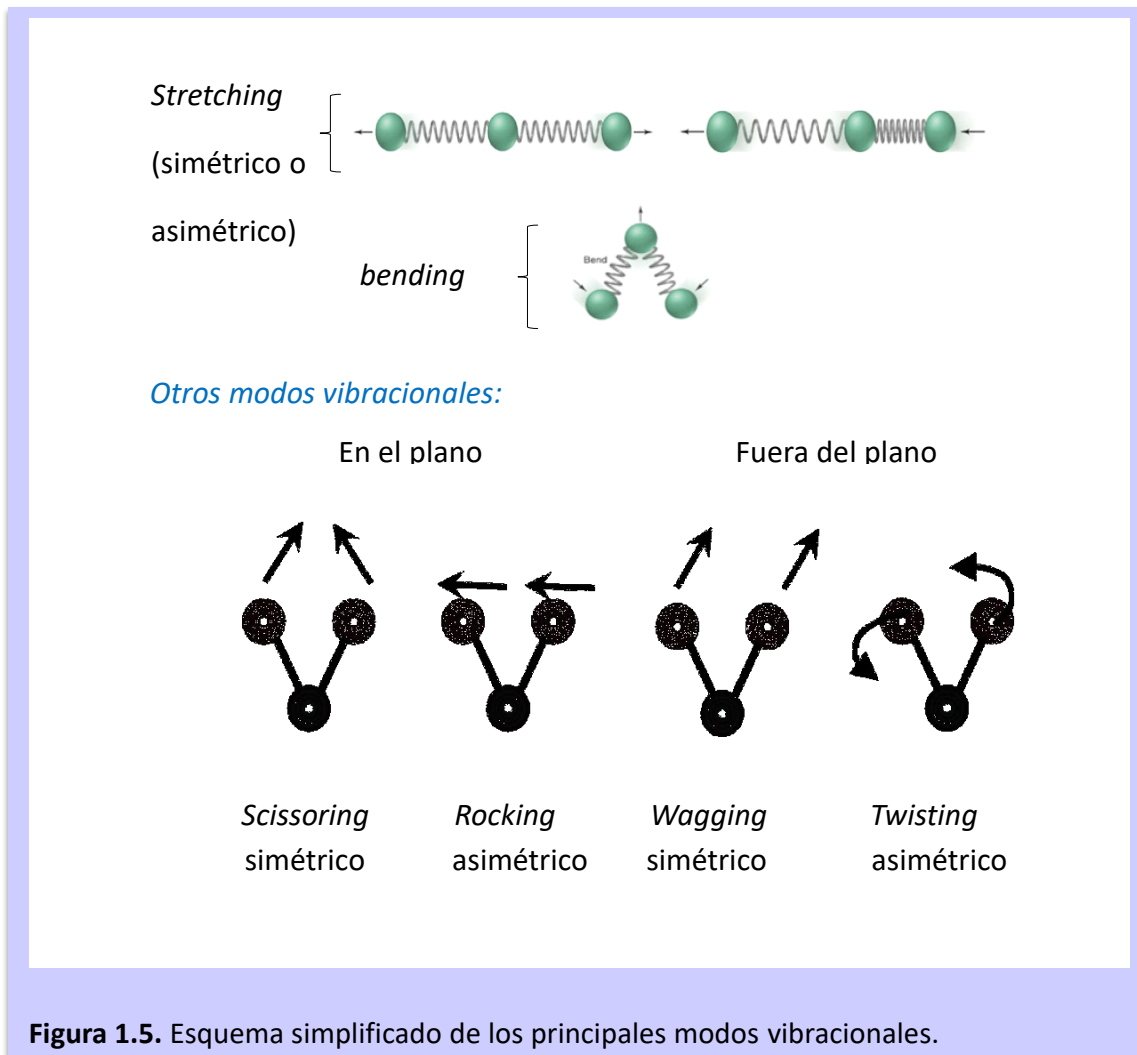 Stretching
(simétrico o
asimétrico)
Bend
bending
Otros modos vibracionales:
En el plano
Fuera del plano
Scissoring
simétrico
Rocking
asimétrico
Wagging
simétrico
Twisting
asimétrico
Figura 1.5. Esquema simplificado de los principales modos vibracionales.